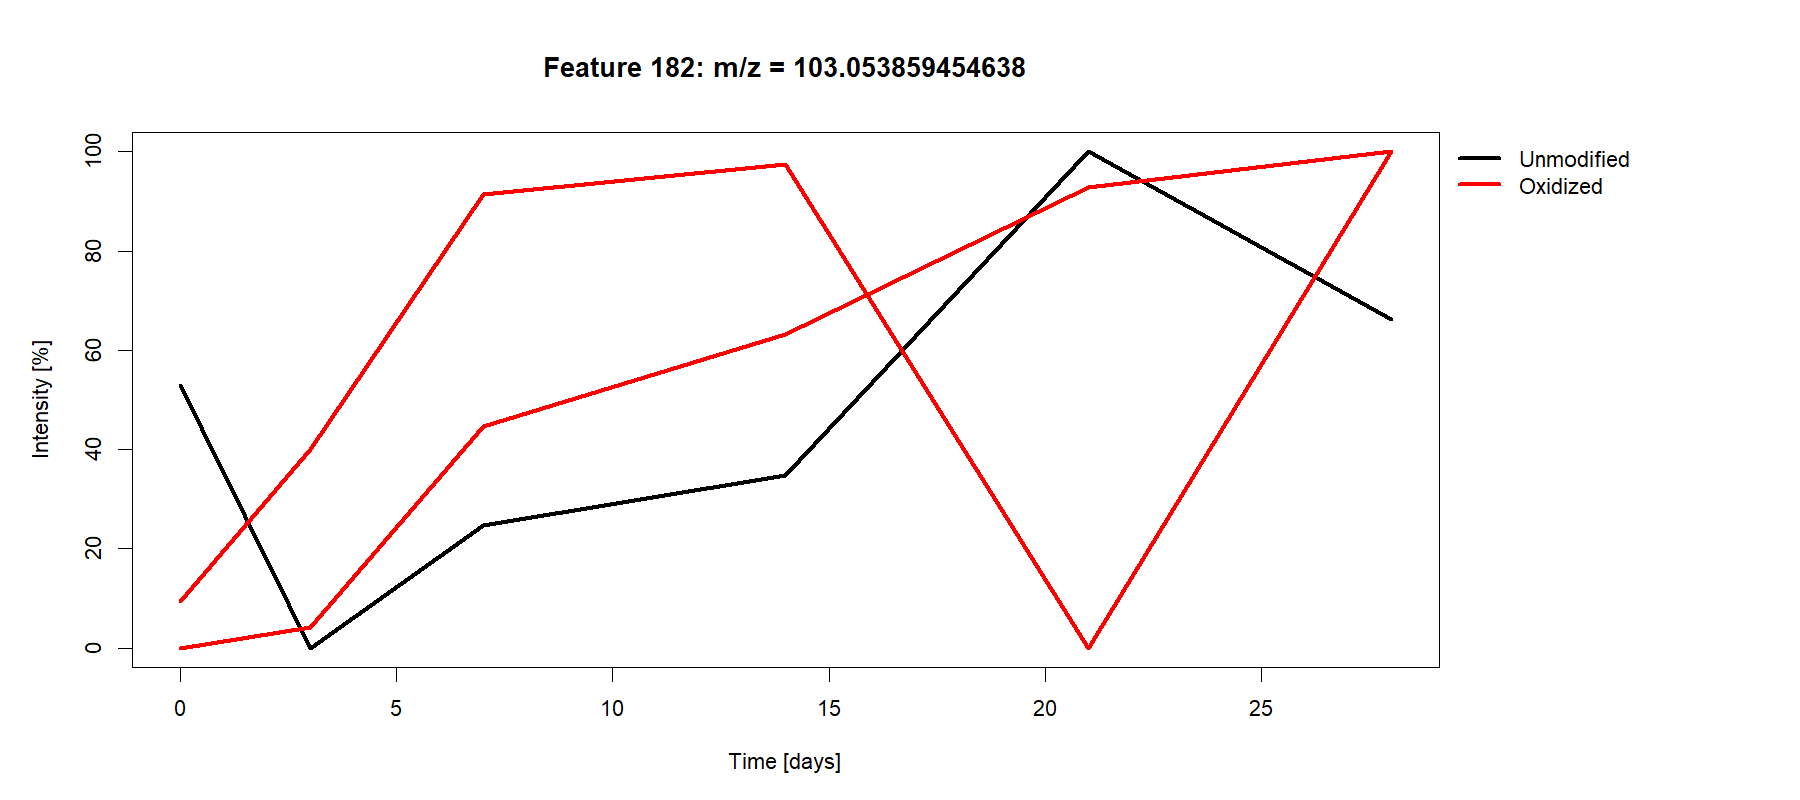 Feature 182: m/z = 103.053859454638
Unmodified
Oxidized
Intensity [%]
100
80
60
40
20
0
0 5 10 15 20 25
Time [days]